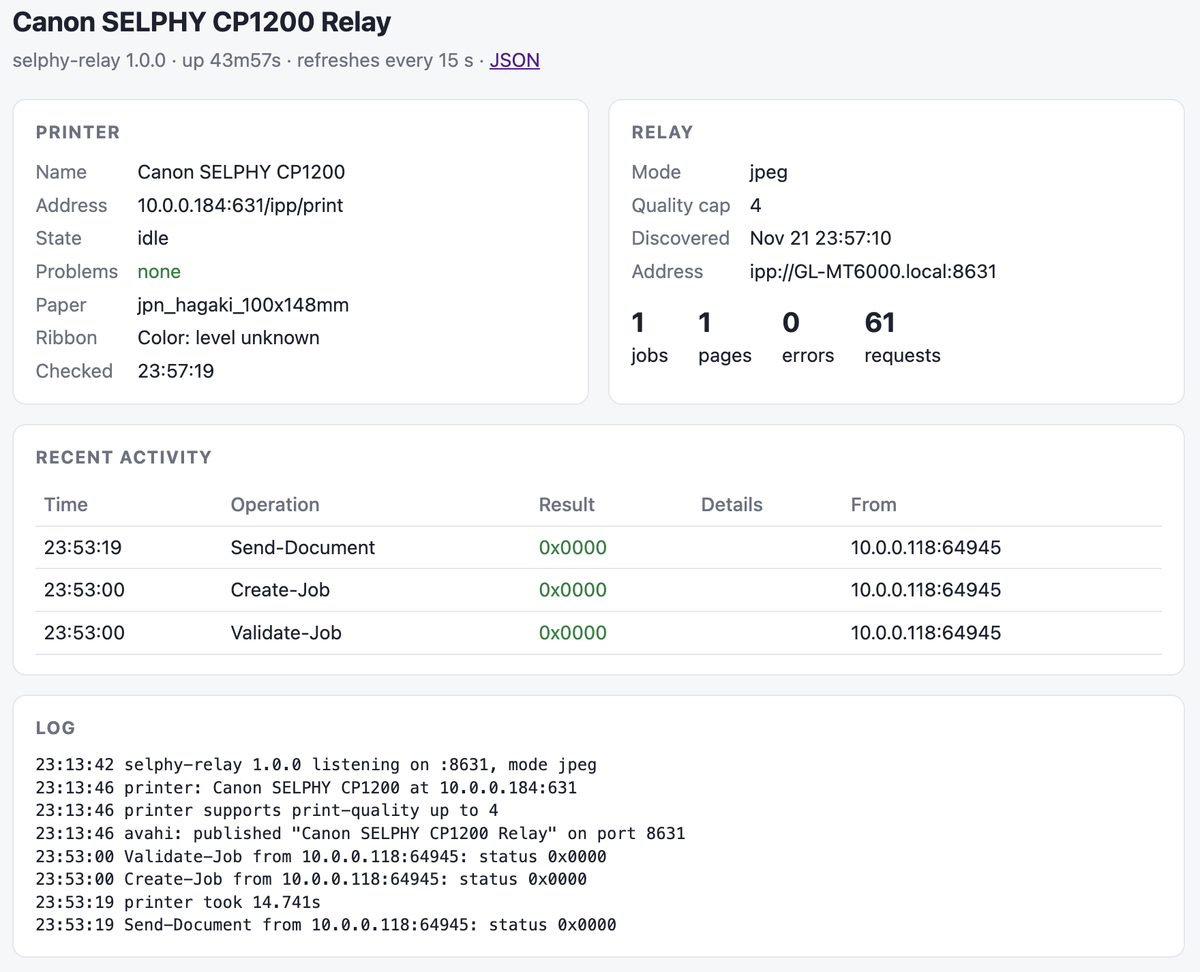 Canon SELPHY CP1200 Relay
selphy-relay 1.0.0 · up 43m57s · refreshes every 15 s · JSON
PRINTER
Name Canon SELPHY CP1200
Address 10.0.0.184:631/ipp/print
State idle
Problems none
Paper jpn_hagaki_100x148mm
Ribbon Color: level unknown
Checked 23:57:19
RELAY
Mode jpeg
Quality cap 4
Discovered Nov 21 23:57:10
Address ipp://GL-MT6000.local:8631
1 1 0 61
jobs pages errors requests
RECENT ACTIVITY
Time Operation Result Details From
23:53:19 Send-Document 0x0000 10.0.0.118:64945
23:53:00 Create-Job 0x0000 10.0.0.118:64945
23:53:00 Validate-Job 0x0000 10.0.0.118:64945
LOG
23:13:42 selphy-relay 1.0.0 listening on :8631, mode jpeg
23:13:46 printer: Canon SELPHY CP1200 at 10.0.0.184:631
23:13:46 printer supports print-quality up to 4
23:13:46 avahi: published "Canon SELPHY CP1200 Relay" on port 8631
23:53:00 Validate-Job from 10.0.0.118:64945: status 0x0000
23:53:00 Create-Job from 10.0.0.118:64945: status 0x0000
23:53:19 printer took 14.741s
23:53:19 Send-Document from 10.0.0.118:64945: status 0x0000